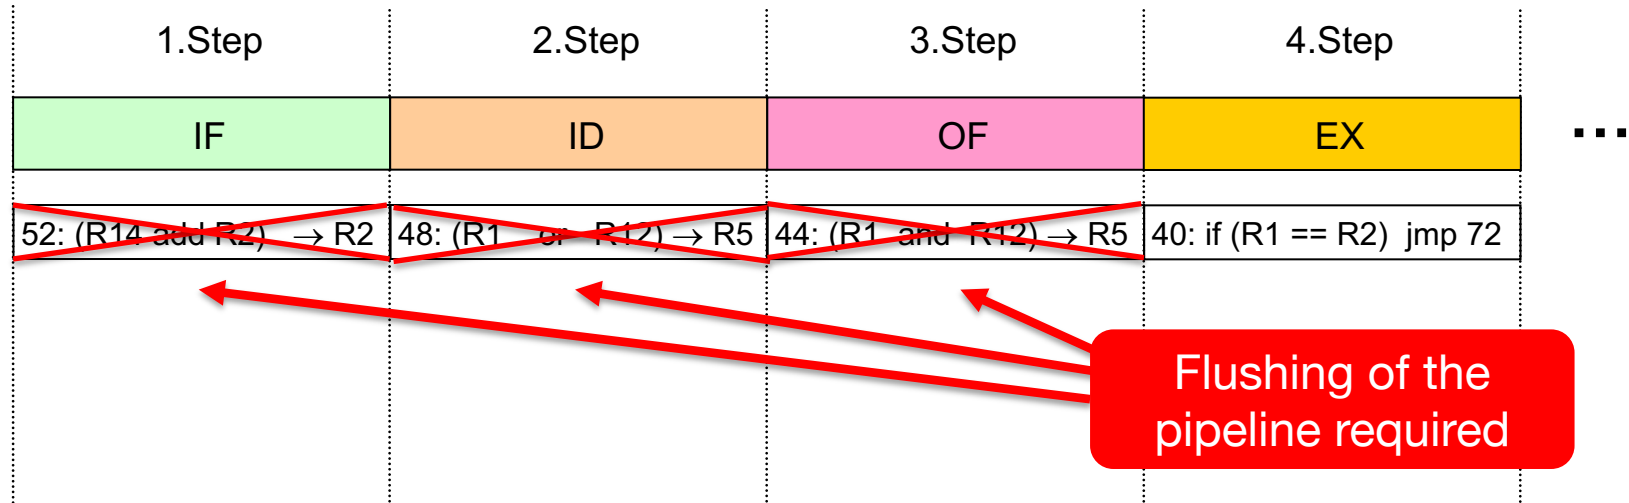 1.Step 2.Step 3.Step 4.Step
IF ID OF EX ...
52: (R14 add R2) → R2 48: (R1 or R12) → R5 44: (R1 and R12) → R5 40: if (R1 == R2) jmp 72
Flushing of the
pipeline required